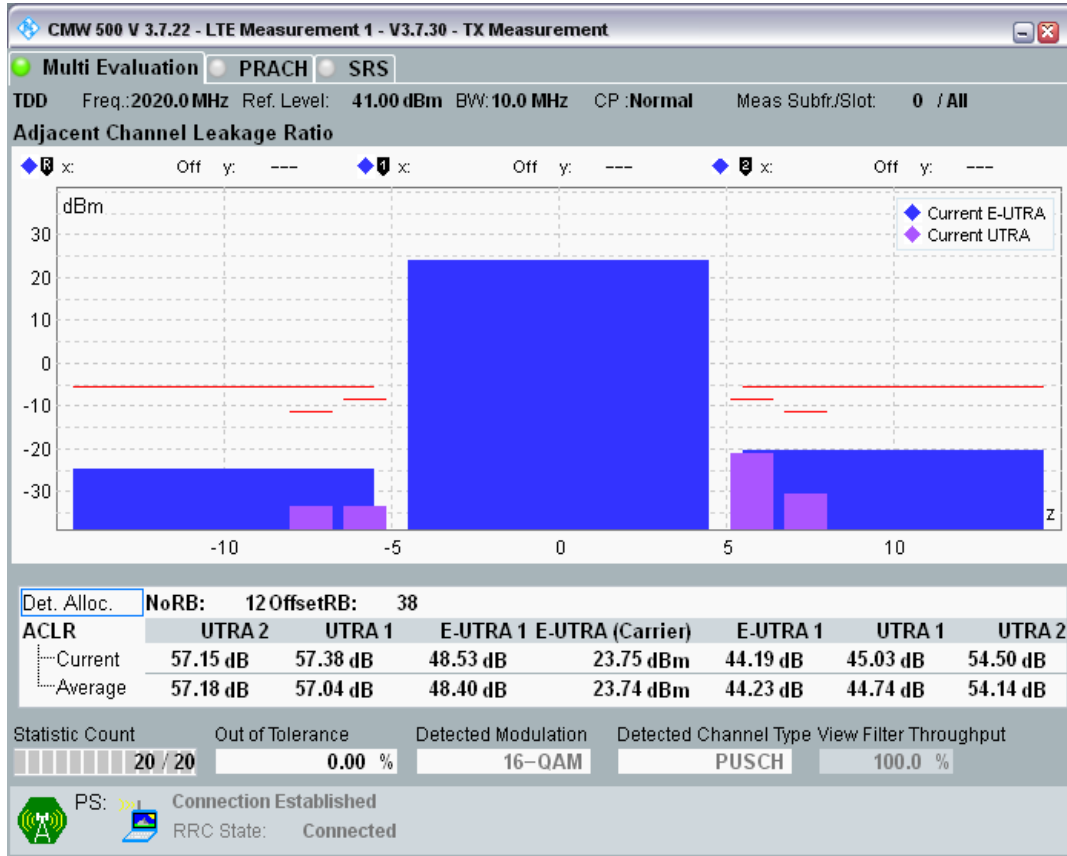 CMW 500 V 3.7.22 - LTE Measurement 1 - V3.7.30 - TX Measurement
Multi Evaluation PRACH SRS
TDD Freq.:2020.0 MHz Ref. Level: 41.00 dBm BW:10.0 MHz CP :Normal Meas Subfr./Slot: 0 / All
Adjacent Channel Leakage Ratio
R x: Off y: --- 1 x: Off y: --- 2 x: Off y: ---
dBm
Current E-UTRA
Current UTRA
30
20
10
0
-10
-20
-30
z
-10 -5 0 5 10
Det. Alloc. NoRB: 12 OffsetRB: 38
ACLR UTRA 2 UTRA 1 E-UTRA 1 E-UTRA (Carrier) E-UTRA 1 UTRA 1 UTRA 2
Current 57.15 dB 57.38 dB 48.53 dB 23.75 dBm 44.19 dB 45.03 dB 54.50 dB
Average 57.18 dB 57.04 dB 48.40 dB 23.74 dBm 44.23 dB 44.74 dB 54.14 dB
Statistic Count Out of Tolerance Detected Modulation Detected Channel Type View Filter Throughput
20 / 20 0.00 % 16-QAM PUSCH 100.0 %
PS: Connection Established
RRC State: Connected